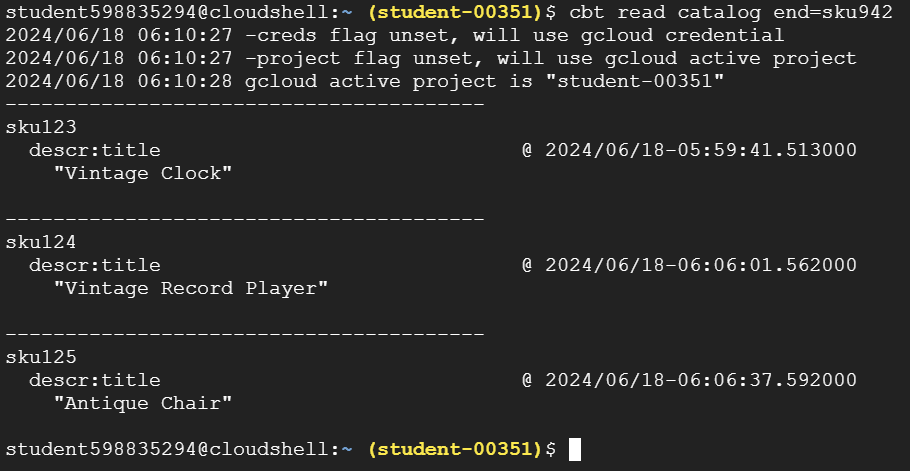 student598835294@cloudshell:~ (student-00351)$ cbt read catalog end=sku942
2024/06/18 06:10:27 -creds flag unset, will use gcloud credential
2024/06/18 06:10:27 -project flag unset, will use gcloud active project
2024/06/18 06:10:28 gcloud active project is "student-00351"
----------------------------------------
sku123
  descr:title                              @ 2024/06/18-05:59:41.513000
    "Vintage Clock"
----------------------------------------
sku124
  descr:title                              @ 2024/06/18-06:06:01.562000
    "Vintage Record Player"
----------------------------------------
sku125
  descr:title                              @ 2024/06/18-06:06:37.592000
    "Antique Chair"
student598835294@cloudshell:~ (student-00351)$